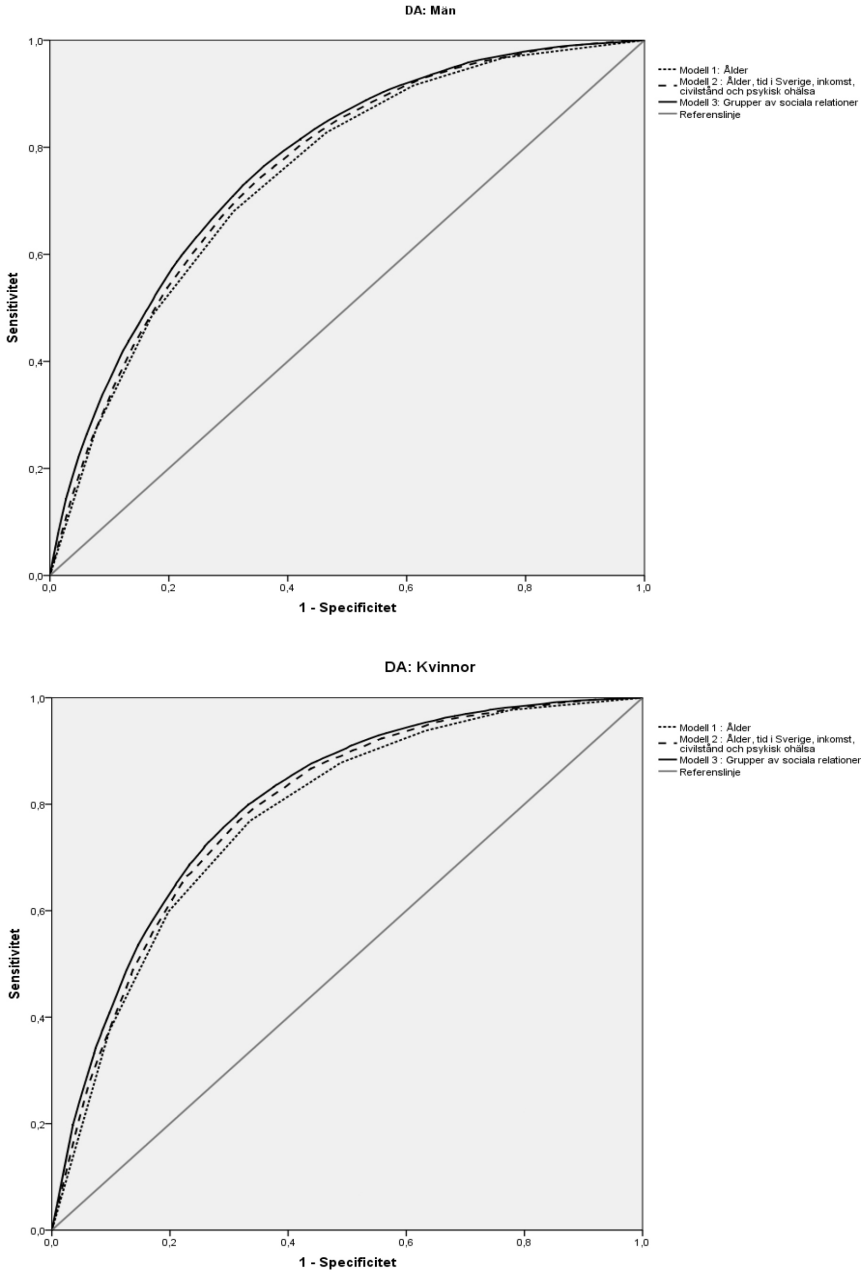 DA: Män
1,0
0,8
0,6
0,4
0,2
0,0
Sensitivitet
0,0 0,2 0,4 0,6 0,8 1,0
1 - Specificitet
Modell 1: Ålder
Modell 2 : Ålder, tid i Sverige, inkomst,
civilstånd och psykisk ohälsa
Modell 3: Grupper av sociala relationer
Referenslinje
DA: Kvinnor
1,0
0,8
0,6
0,4
0,2
0,0
Sensitivitet
0,0 0,2 0,4 0,6 0,8 1,0
1 - Specificitet
Modell 1 : Ålder
Modell 2 : Ålder, tid i Sverige, inkomst,
civilstånd och psykisk ohälsa
Modell 3 : Grupper av sociala relationer
Referenslinje